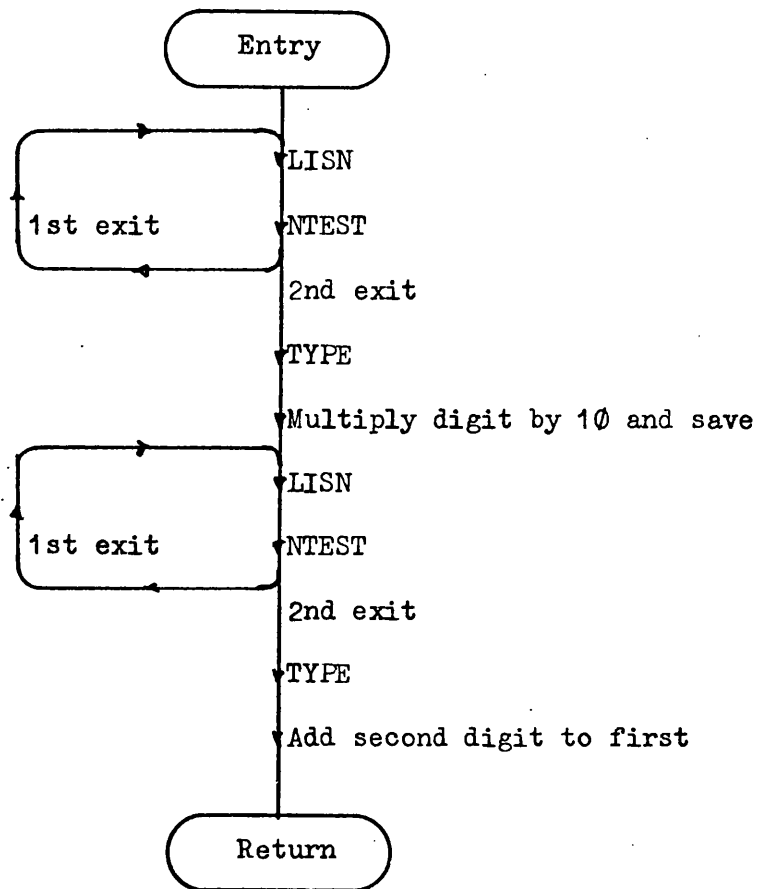 Entry
LISN
1st exit
NTEST
2nd exit
TYPE
Multiply digit by 1Ø and save
LISN
1st exit
NTEST
2nd exit
TYPE
Add second digit to first
Return